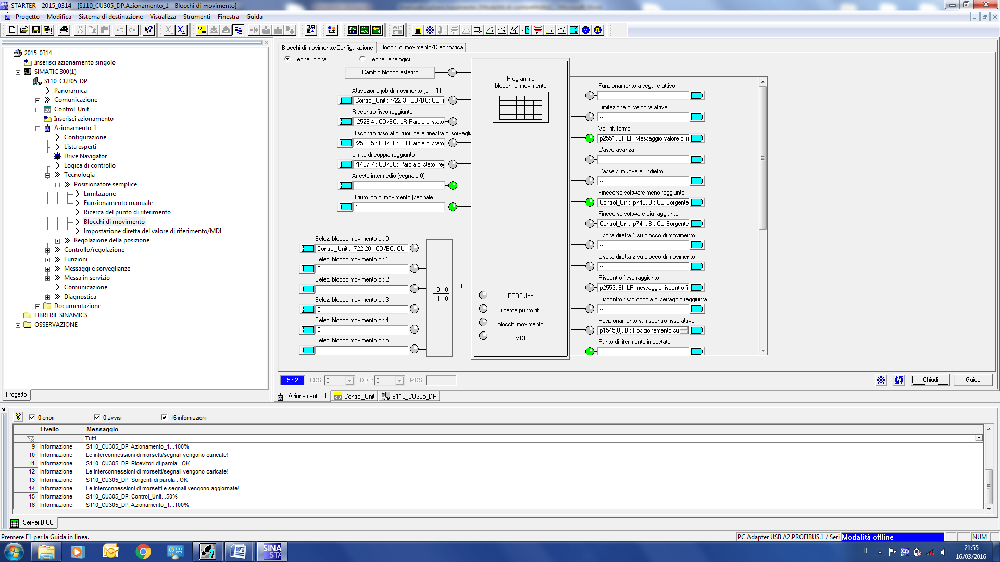 STARTER - 2015_0314 - [S110_CU305_DP.Azionamento_1 - Blocchi di movimento]
Progetto Modifica Sistema di destinazione Visualizza Strumenti Finestra Guida
2015_0314
Inserisci azionamento singolo
SIMATIC 300(1)
S110_CU305_DP
Panoramica
Comunicazione
Control_Unit
Inserisci azionamento
Azionamento_1
Configurazione
Lista esperti
Drive Navigator
Logica di controllo
Tecnologia
Posizionatore semplice
Limitazione
Funzionamento manuale
Ricerca del punto di riferimento
Blocchi di movimento
Impostazione diretta del valore di riferimento/MDI
Regolazione della posizione
Controllo/regolazione
Funzioni
Messaggi e sorveglianze
Messa in servizio
Comunicazione
Diagnostica
Documentazione
LIBRERIE SINAMICS
OSSERVAZIONE
Progetto
Blocchi di movimento/Configurazione Blocchi di movimento/Diagnostica
Segnali digitali Segnali analogici
Cambio blocco esterno
Attivazione job di movimento (0 -> 1)
Control_Unit : r722.3 : CO/BO: CU I
Riscontro fisso raggiunto
r2526.4 : CO/BO: LR Parola di stato
Riscontro fisso al di fuori della finestra di sorveglia
r2526.5 : CO/BO: LR Parola di stato
Limite di coppia raggiunto
r1407.7 : CO/BO: Parola di stato, reg
Arresto intermedio (segnale 0)
1
Rifiuto job di movimento (segnale 0)
1
Selez. blocco movimento bit 0
Control_Unit : r722.20 : CO/BO: CU I
Selez. blocco movimento bit 1
0
Selez. blocco movimento bit 2
0
Selez. blocco movimento bit 3
0
Selez. blocco movimento bit 4
0
Selez. blocco movimento bit 5
0
0 0
1 0
0
Programma
blocchi di movimento
EPOS Jog
ricerca punto rif.
blocchi movimento
MDI
Funzionamento a seguire attivo
--
Limitazione di velocità attiva
--
Val. rif. fermo
p2551, BI: LR Messaggio valore di ri
L'asse avanza
--
L'asse si muove all'indietro
--
Finecorsa software meno raggiunto
Control_Unit, p740, BI: CU Sorgente
Finecorsa software più raggiunto
Control_Unit, p741, BI: CU Sorgente
Uscita diretta 1 su blocco di movimento
--
Uscita diretta 2 su blocco di movimento
--
Riscontro fisso raggiunto
p2553, BI: LR messaggio riscontro fi
Riscontro fisso coppia di serraggio raggiunta
--
Posizionamento su riscontro fisso attivo
p1545[0], BI: Posizionamento su
Punto di riferimento impostato
--
5 : 2 CDS: 0 DDS: 0 MDS: 0 Chiudi Guida
Azionamento_1 Control_Unit S110_CU305_DP
0 errori 0 avvisi 16 informazioni
Livello Messaggio
Tutti
9 Informazione S110_CU305_DP: Azionamento_1...100%
10 Informazione Le interconnessioni di morsetti/segnali vengono caricate!
11 Informazione S110_CU305_DP: Ricevitori di parola...OK
12 Informazione Le interconnessioni di morsetti/segnali vengono caricate!
13 Informazione S110_CU305_DP: Sorgenti di parola...OK
14 Informazione Le interconnessioni di morsetti e segnali vengono aggiornate!
15 Informazione S110_CU305_DP: Control_Unit...50%
16 Informazione S110_CU305_DP: Azionamento_1...100%
Server BICO
Premere F1 per la Guida in linea. PC Adapter USB A2.PROFIBUS.1 / Seri Modalità offline NUM
IT 21:55
16/03/2016